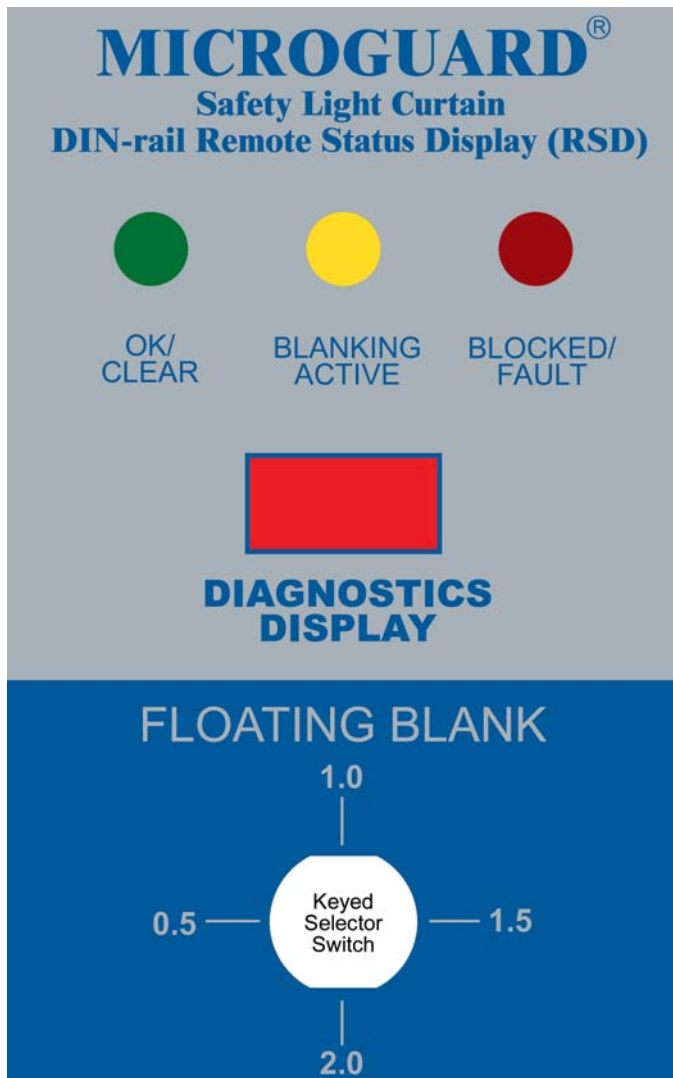 MICROGUARD®
Safety Light Curtain
DIN-rail Remote Status Display (RSD)
OK/
CLEAR
BLANKING
ACTIVE
BLOCKED/
FAULT
DIAGNOSTICS
DISPLAY
FLOATING BLANK
1.0
0.5
Keyed
Selector
Switch
1.5
2.0